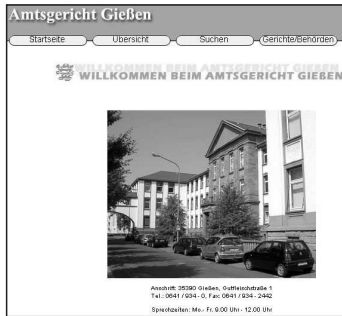 Amtsgericht Gießen
Startseite Übersicht Suchen Gerichte/Behörden
WILLKOMMEN BEIM AMTSGERICHT GIEßEN
Anschrift: 35390 Gießen, Gutfleischstraße 1
Tel.: 0641 / 934 - 0, Fax: 0641 / 934 - 2442
Sprechzeiten: Mo.- Fr. 9.00 Uhr - 12.00 Uhr